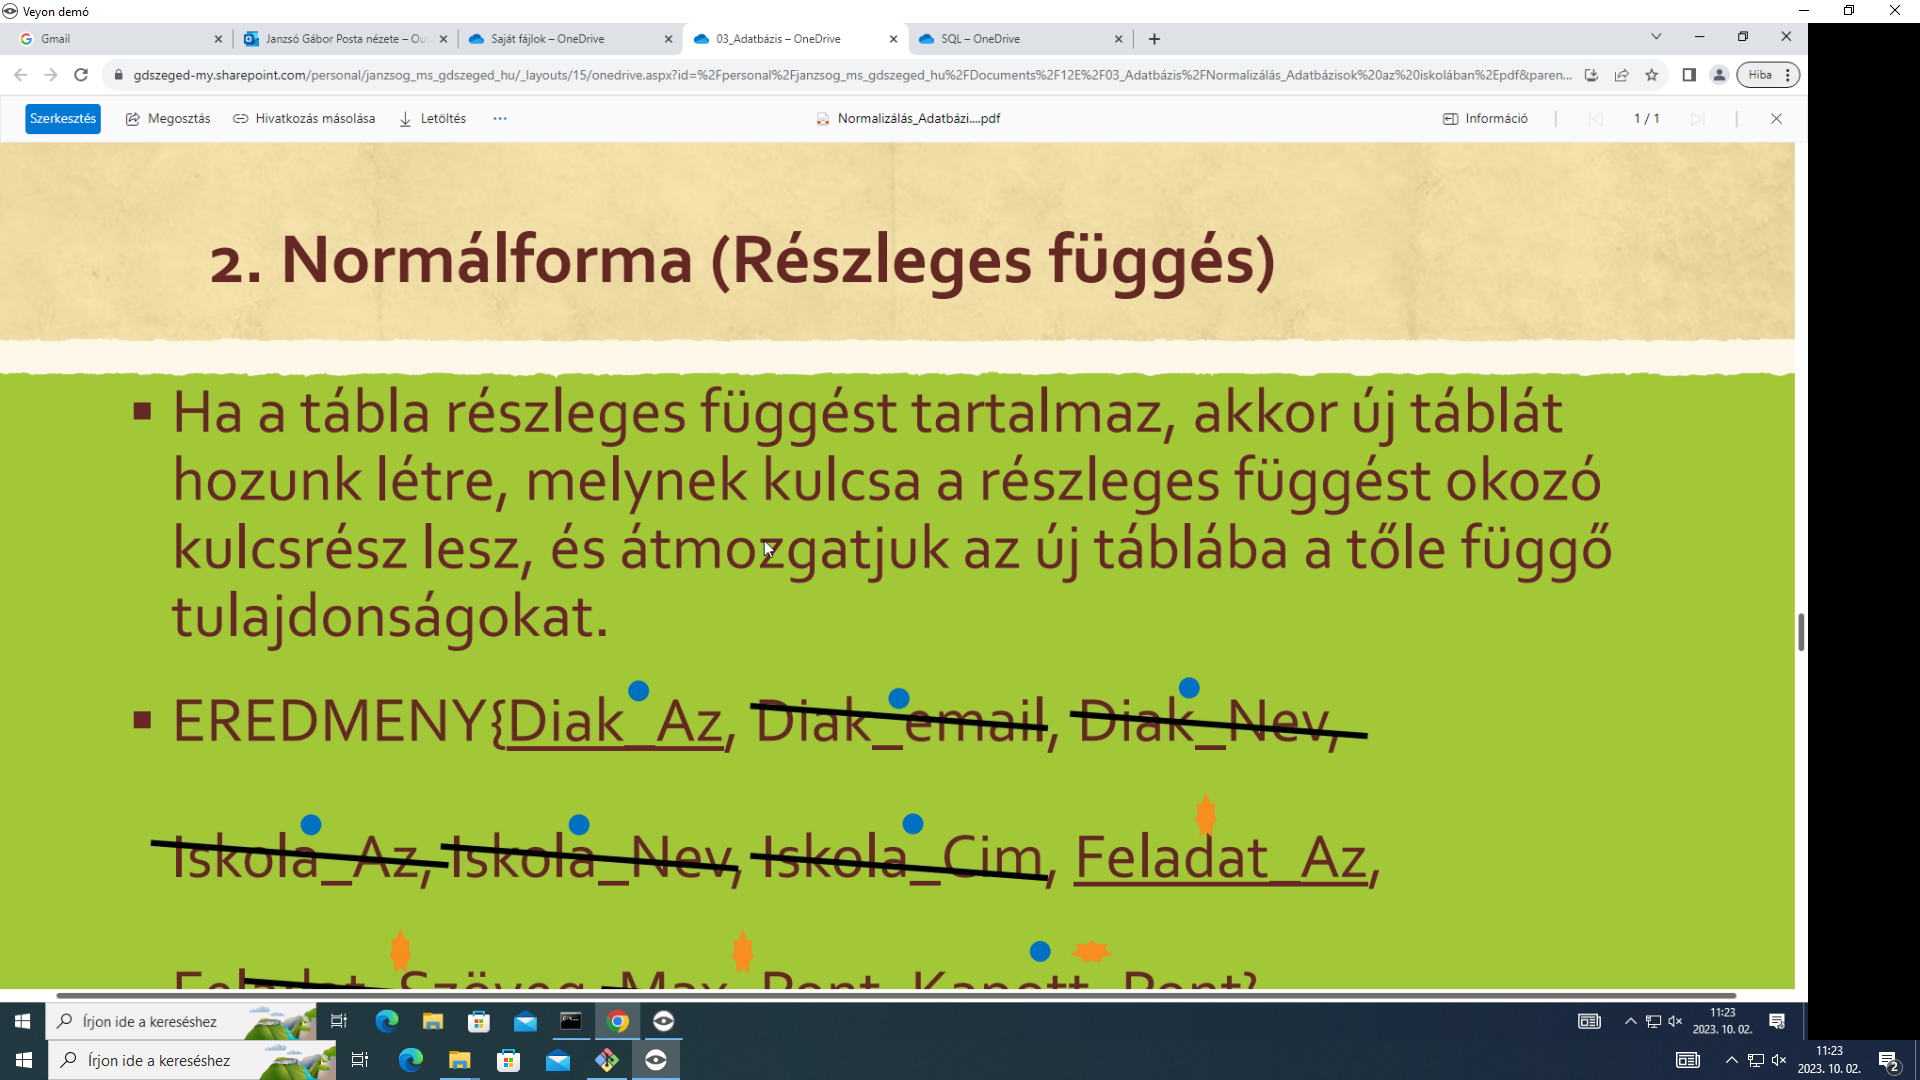 Veyon demó
Gmail
Janzsó Gábor Posta nézete – Ou
Saját fájlok – OneDrive
03_Adatbázis – OneDrive
SQL – OneDrive
gdszeged-my.sharepoint.com/personal/janzsog_ms_gdszeged_hu/_layouts/15/onedrive.aspx?id=%2Fpersonal%2Fjanzsog_ms_gdszeged_hu%2FDocuments%2F12E%2F03_Adatbázis%2FNormalizálás_Adatbázisok%20az%20iskolában%2Epdf&paren...
Hiba
Szerkesztés
Megosztás
Hivatkozás másolása
Letöltés
...
Normalizálás_Adatbázi....pdf
Információ
1 / 1
2. Normálforma (Részleges függés)
Ha a tábla részleges függést tartalmaz, akkor új táblát
hozunk létre, melynek kulcsa a részleges függést okozó
kulcsrész lesz, és átmozgatjuk az új táblába a tőle függő
tulajdonságokat.
EREDMENY{Diak_Az, Diak_email, Diak_Nev,
Iskola_Az, Iskola_Nev, Iskola_Cim, Feladat_Az,
Feladat_Szöveg, Max_Pont, Kapott_Pont}
Írjon ide a kereséshez
11:23
2023. 10. 02.
Írjon ide a kereséshez
11:23
2023. 10. 02.
2